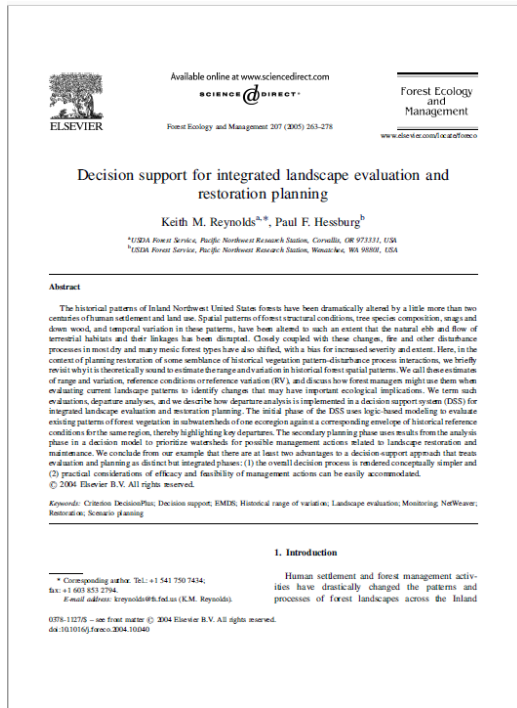 ELSEVIER
Available online at www.sciencedirect.com
SCIENCE DIRECT®
Forest Ecology and Management 207 (2005) 263–278
Forest Ecology
and
Management
www.elsevier.com/locate/foreco
Decision support for integrated landscape evaluation and
restoration planning
Keith M. Reynolds a,*, Paul F. Hessburg b
a USDA Forest Service, Pacific Northwest Research Station, Corvallis, OR 973331, USA
b USDA Forest Service, Pacific Northwest Research Station, Wenatchee, WA 98801, USA
Abstract
The historical patterns of Inland Northwest United States forests have been dramatically altered by a little more than two
centuries of human settlement and land use. Spatial patterns of forest structural conditions, tree species composition, snags and
down wood, and temporal variation in these patterns, have been altered to such an extent that the natural ebb and flow of
terrestrial habitats and their linkages has been disrupted. Closely coupled with these changes, fire and other disturbance
processes in most dry and many mesic forest types have also shifted, with a bias for increased severity and extent. Here, in the
context of planning restoration of some semblance of historical vegetation pattern–disturbance process interactions, we briefly
revisit why it is theoretically sound to estimate the range and variation in historical forest spatial patterns. We call these estimates
of range and variation, reference conditions or reference variation (RV), and discuss how forest managers might use them when
evaluating current landscape patterns to identify changes that may have important ecological implications. We term such
evaluations, departure analyses, and we describe how departure analysis is implemented in a decision support system (DSS) for
integrated landscape evaluation and restoration planning. The initial phase of the DSS uses logic-based modeling to evaluate
existing patterns of forest vegetation in subwatersheds of one ecoregion against a corresponding envelope of historical reference
conditions for the same region, thereby highlighting key departures. The secondary planning phase uses results from the analysis
phase in a decision model to prioritize watersheds for possible management actions related to landscape restoration and
maintenance. We conclude from our example that there are at least two advantages to a decision-support approach that treats
evaluation and planning as distinct but integrated phases: (1) the overall decision process is rendered conceptually simpler and
(2) practical considerations of efficacy and feasibility of management actions can be easily accommodated.
© 2004 Elsevier B.V. All rights reserved.
Keywords: Criterion DecisionPlus; Decision support; EMDS; Historical range of variation; Landscape evaluation; Monitoring; NetWeaver;
Restoration; Scenario planning
* Corresponding author. Tel.: +1 541 750 7434;
fax: +1 603 853 2794.
E-mail address: kreynolds@fs.fed.us (K.M. Reynolds).
1. Introduction
Human settlement and forest management activ-
ities have drastically changed the patterns and
processes of forest landscapes across the Inland
0378-1127/$ – see front matter © 2004 Elsevier B.V. All rights reserved.
doi:10.1016/j.foreco.2004.10.040